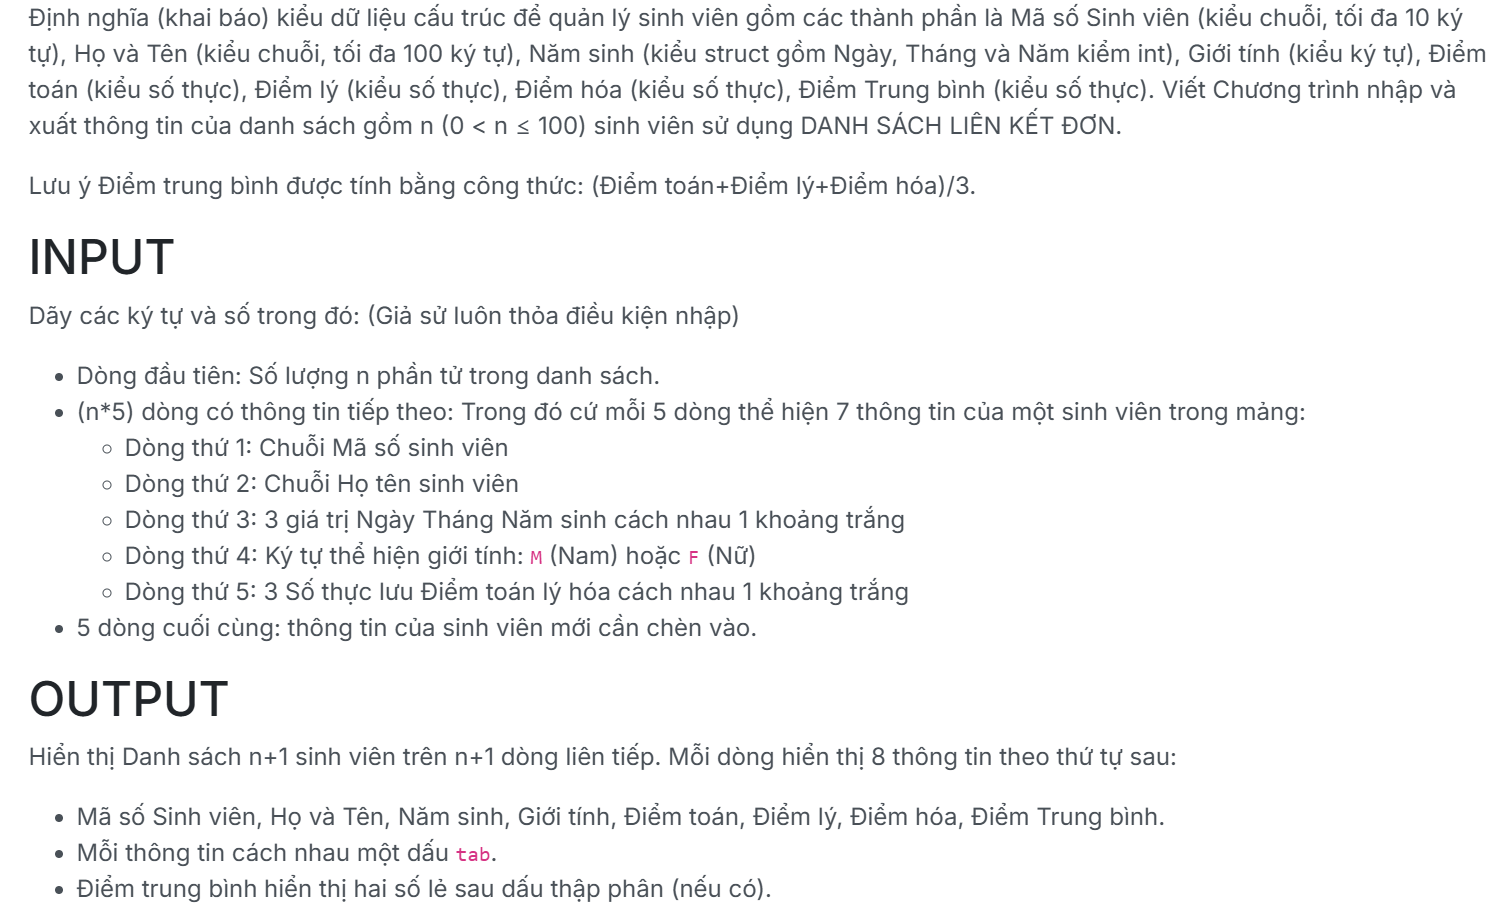 Định nghĩa (khai báo) kiểu dữ liệu cấu trúc để quản lý sinh viên gồm các thành phần là Mã số Sinh viên (kiểu chuỗi, tối đa 10 ký
tự), Họ và Tên (kiểu chuỗi, tối đa 100 ký tự), Năm sinh (kiểu struct gồm Ngày, Tháng và Năm kiểm int), Giới tính (kiểu ký tự), Điểm
toán (kiểu số thực), Điểm lý (kiểu số thực), Điểm hóa (kiểu số thực), Điểm Trung bình (kiểu số thực). Viết Chương trình nhập và
xuất thông tin của danh sách gồm n (0 < n ≤ 100) sinh viên sử dụng DANH SÁCH LIÊN KẾT ĐƠN.
Lưu ý Điểm trung bình được tính bằng công thức: (Điểm toán+Điểm lý+Điểm hóa)/3.
INPUT
Dãy các ký tự và số trong đó: (Giả sử luôn thỏa điều kiện nhập)
• Dòng đầu tiên: Số lượng n phần tử trong danh sách.
• (n*5) dòng có thông tin tiếp theo: Trong đó cứ mỗi 5 dòng thể hiện 7 thông tin của một sinh viên trong mảng:
◦ Dòng thứ 1: Chuỗi Mã số sinh viên
◦ Dòng thứ 2: Chuỗi Họ tên sinh viên
◦ Dòng thứ 3: 3 giá trị Ngày Tháng Năm sinh cách nhau 1 khoảng trắng
◦ Dòng thứ 4: Ký tự thể hiện giới tính: M (Nam) hoặc F (Nữ)
◦ Dòng thứ 5: 3 Số thực lưu Điểm toán lý hóa cách nhau 1 khoảng trắng
• 5 dòng cuối cùng: thông tin của sinh viên mới cần chèn vào.
OUTPUT
Hiển thị Danh sách n+1 sinh viên trên n+1 dòng liên tiếp. Mỗi dòng hiển thị 8 thông tin theo thứ tự sau:
• Mã số Sinh viên, Họ và Tên, Năm sinh, Giới tính, Điểm toán, Điểm lý, Điểm hóa, Điểm Trung bình.
• Mỗi thông tin cách nhau một dấu tab.
• Điểm trung bình hiển thị hai số lẻ sau dấu thập phân (nếu có).